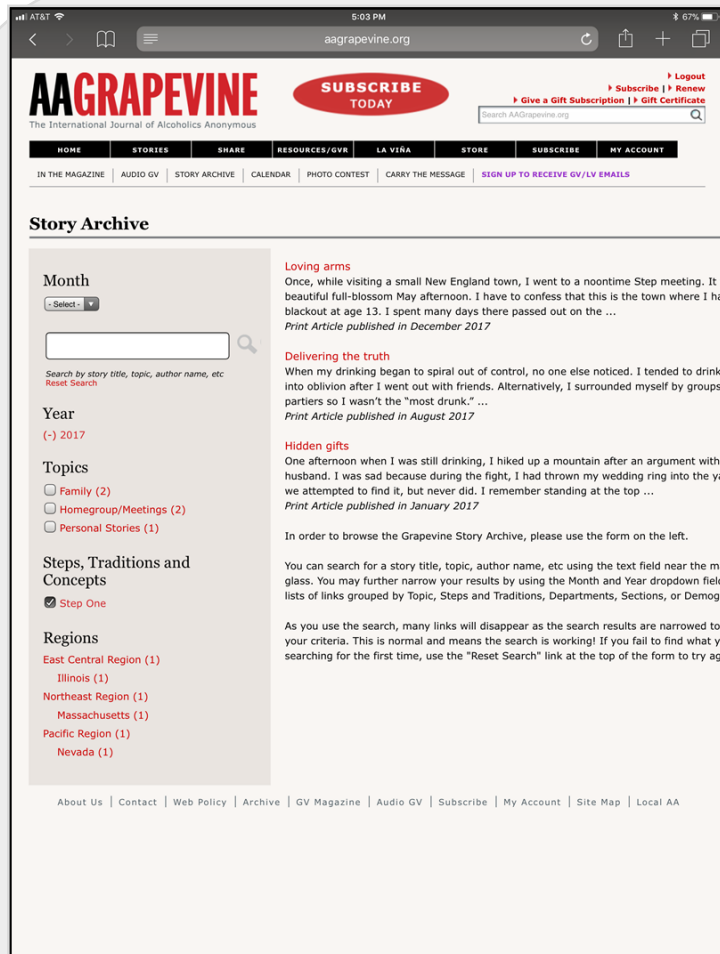 AT&T
5:03 PM
67%
aagrapevine.org
AAGRAPEVINE
The International Journal of Alcoholics Anonymous
SUBSCRIBE
TODAY
Logout
Subscribe | Renew
Give a Gift Subscription | Gift Certificate
Search AAGrapevine.org
HOME STORIES SHARE RESOURCES/GVR LA VIÑA STORE SUBSCRIBE MY ACCOUNT
IN THE MAGAZINE | AUDIO GV | STORY ARCHIVE | CALENDAR | PHOTO CONTEST | CARRY THE MESSAGE | SIGN UP TO RECEIVE GV/LV EMAILS
Story Archive
Month
- Select -
Search by story title, topic, author name, etc
Reset Search
Year
(-) 2017
Topics
Family (2)
Homegroup/Meetings (2)
Personal Stories (1)
Steps, Traditions and
Concepts
Step One
Regions
East Central Region (1)
Illinois (1)
Northeast Region (1)
Massachusetts (1)
Pacific Region (1)
Nevada (1)
Loving arms
Once, while visiting a small New England town, I went to a noontime Step meeting. It
beautiful full-blossom May afternoon. I have to confess that this is the town where I ha
blackout at age 13. I spent many days there passed out on the ...
Print Article published in December 2017
Delivering the truth
When my drinking began to spiral out of control, no one else noticed. I tended to drink
into oblivion after I went out with friends. Alternatively, I surrounded myself by groups
partiers so I wasn't the “most drunk.” ...
Print Article published in August 2017
Hidden gifts
One afternoon when I was still drinking, I hiked up a mountain after an argument with
husband. I was sad because during the fight, I had thrown my wedding ring into the ya
we attempted to find it, but never did. I remember standing at the top ...
Print Article published in January 2017
In order to browse the Grapevine Story Archive, please use the form on the left.
You can search for a story title, topic, author name, etc using the text field near the m
glass. You may further narrow your results by using the Month and Year dropdown fiel
lists of links grouped by Topic, Steps and Traditions, Departments, Sections, or Demog
As you use the search, many links will disappear as the search results are narrowed to
your criteria. This is normal and means the search is working! If you fail to find what y
searching for the first time, use the "Reset Search" link at the top of the form to try ag
About Us | Contact | Web Policy | Archive | GV Magazine | Audio GV | Subscribe | My Account | Site Map | Local AA